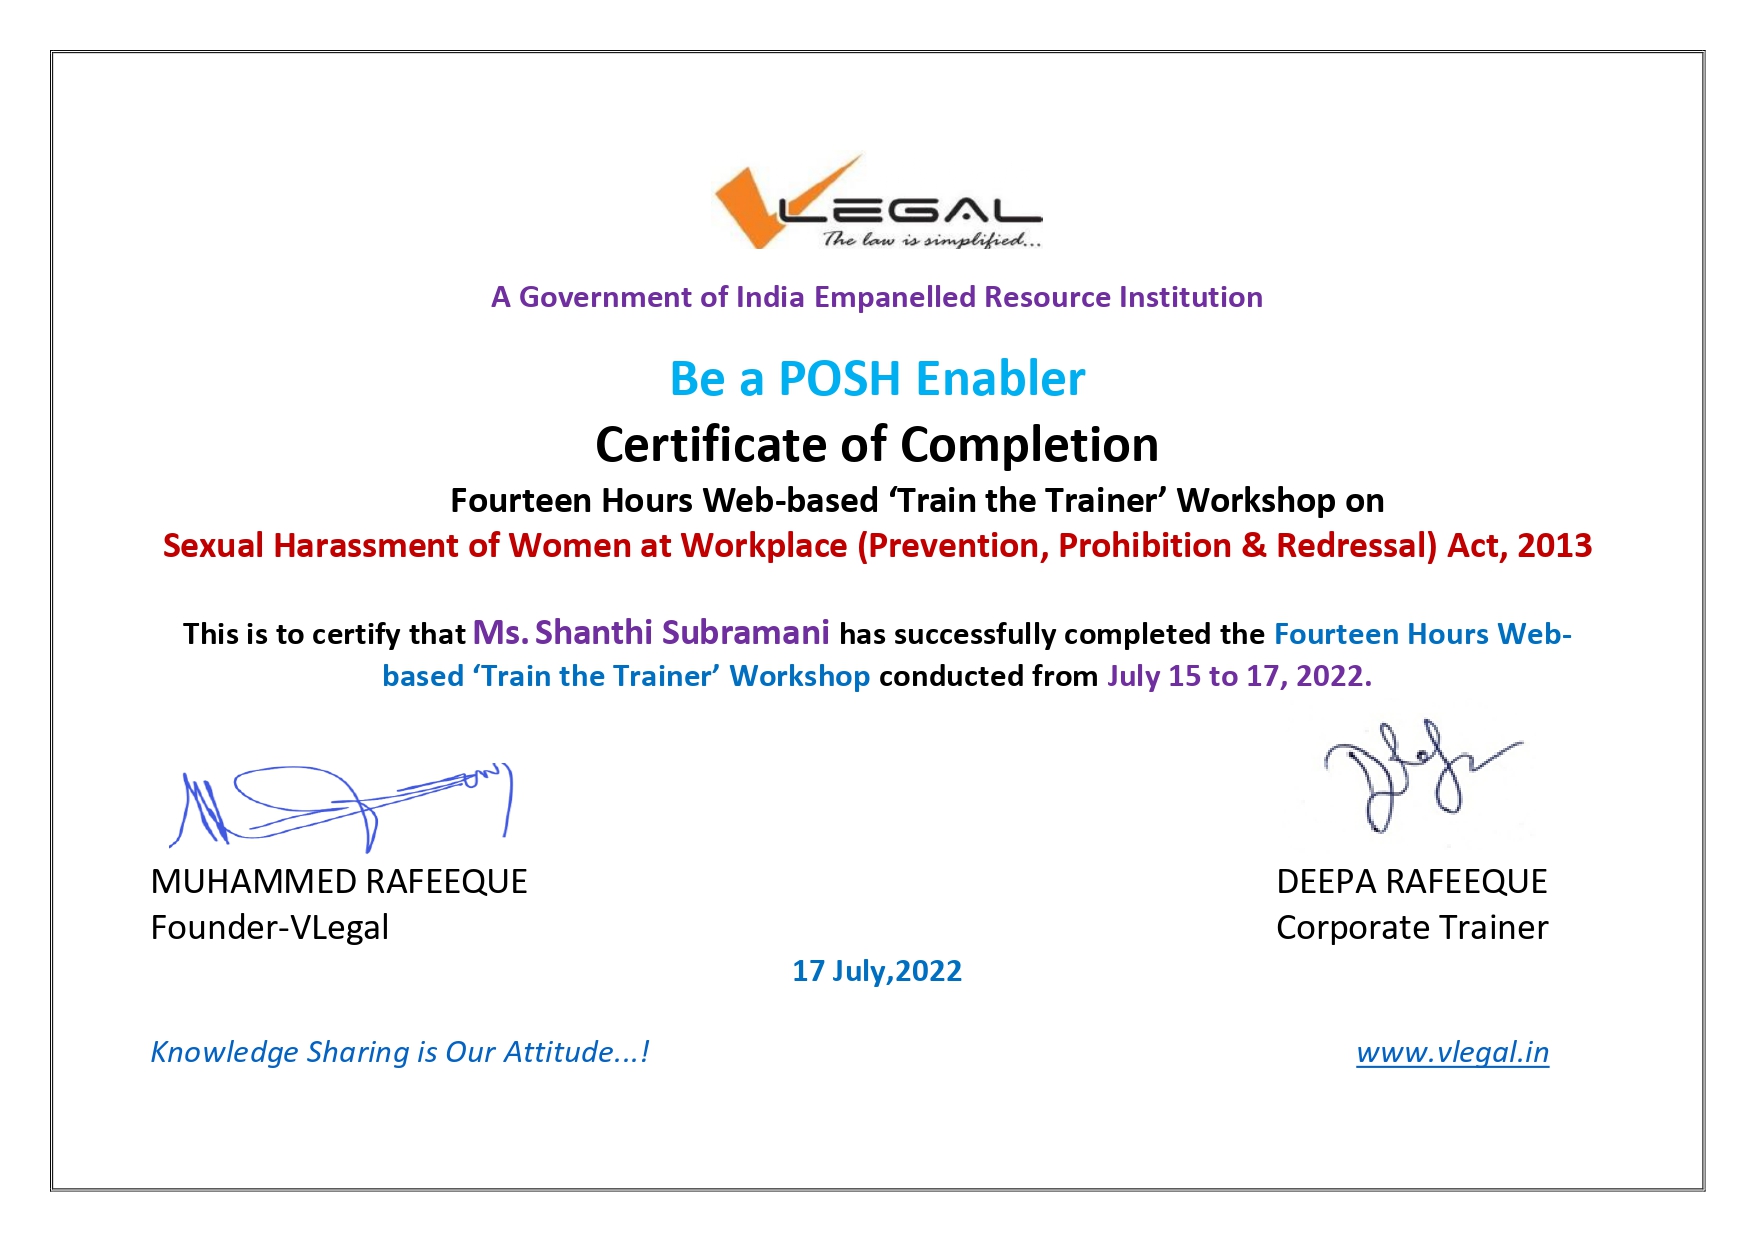 VLEGAL
The law is simplified...
A Government of India Empanelled Resource Institution
Be a POSH Enabler
Certificate of Completion
Fourteen Hours Web-based ‘Train the Trainer’ Workshop on
Sexual Harassment of Women at Workplace (Prevention, Prohibition & Redressal) Act, 2013
This is to certify that Ms. Shanthi Subramani has successfully completed the Fourteen Hours Web-
based ‘Train the Trainer’ Workshop conducted from July 15 to 17, 2022.
MUHAMMED RAFEEQUE
Founder-VLegal
DEEPA RAFEEQUE
Corporate Trainer
17 July,2022
Knowledge Sharing is Our Attitude...!
www.vlegal.in